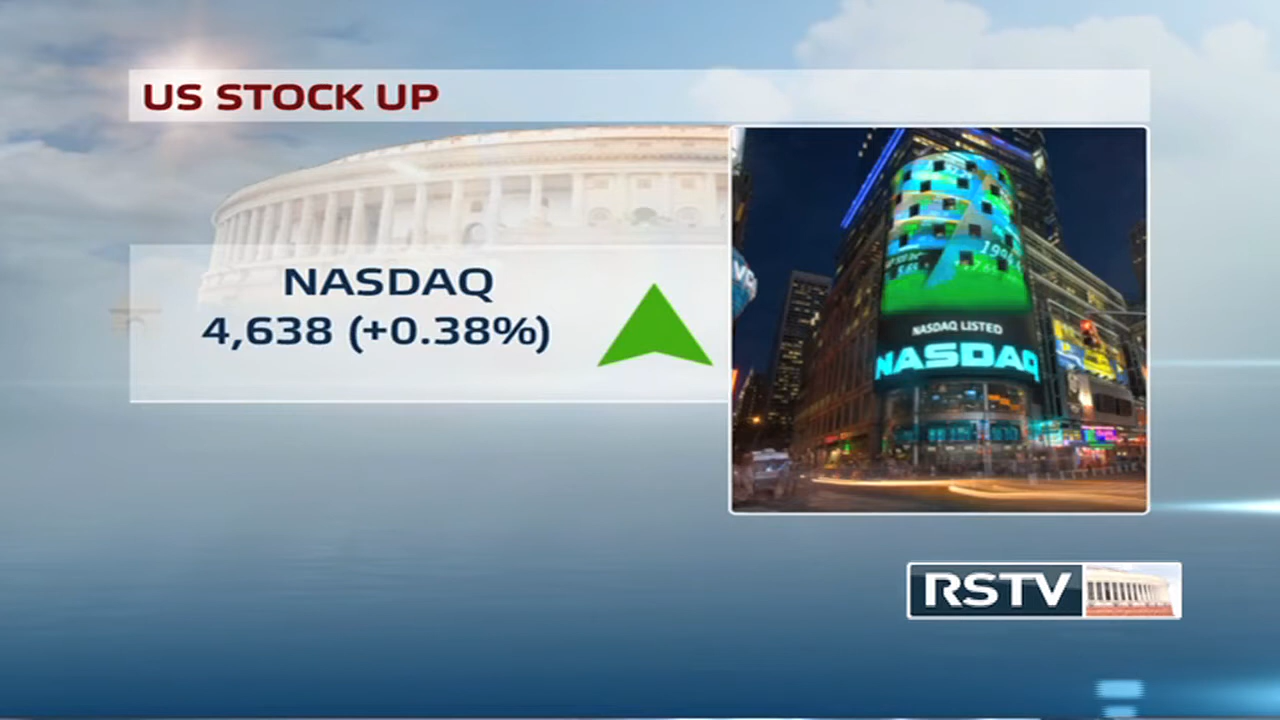 US STOCK UP
NASDAQ
4,638 (+0.38%)
NASDAQ LISTED
NASDAQ
RSTV